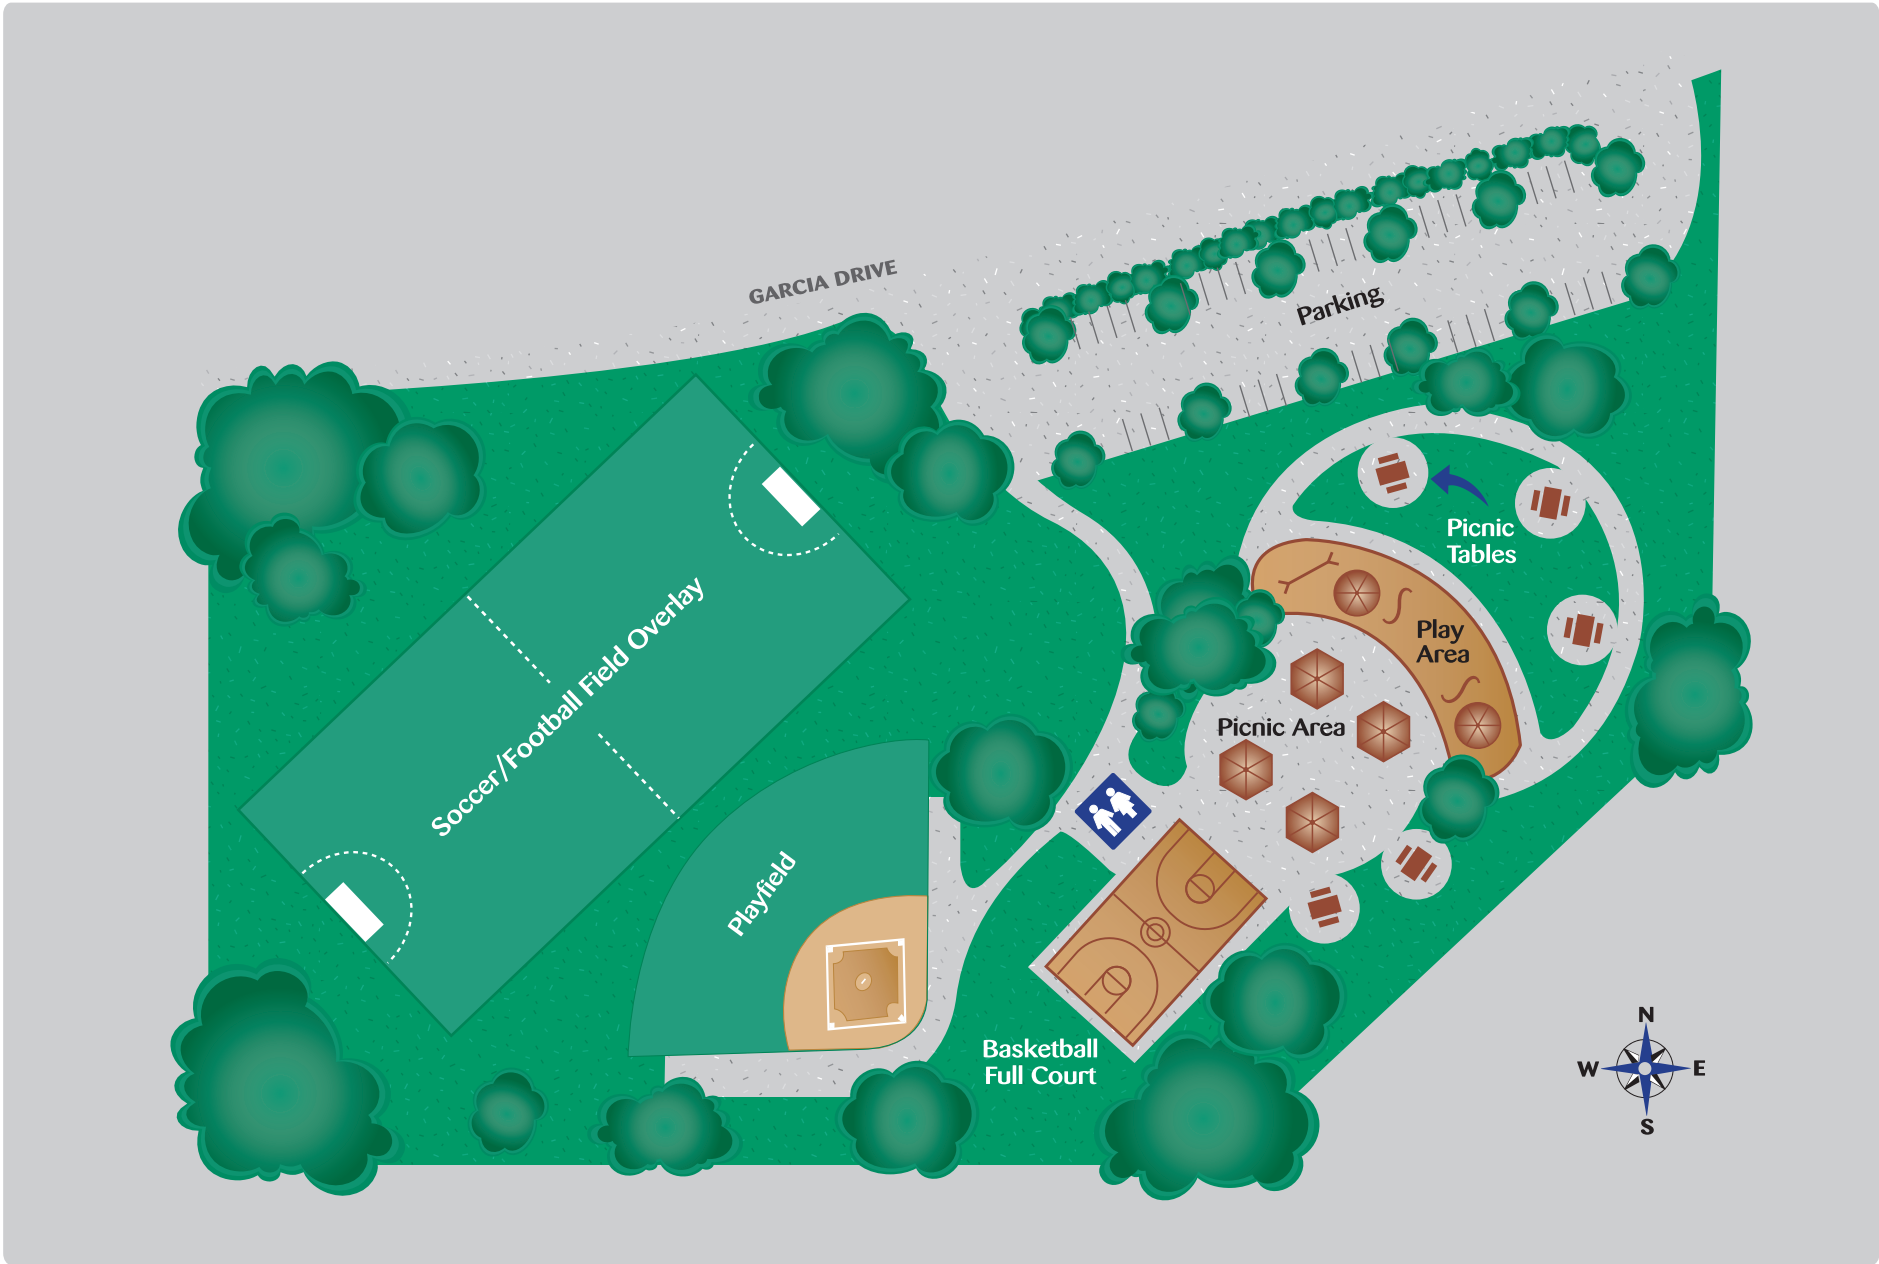 GARCIA DRIVE
Parking
Picnic
Tables
Soccer/Football Field Overlay
Play
Area
Picnic Area
Playfield
Basketball
Full Court
N
W
E
S